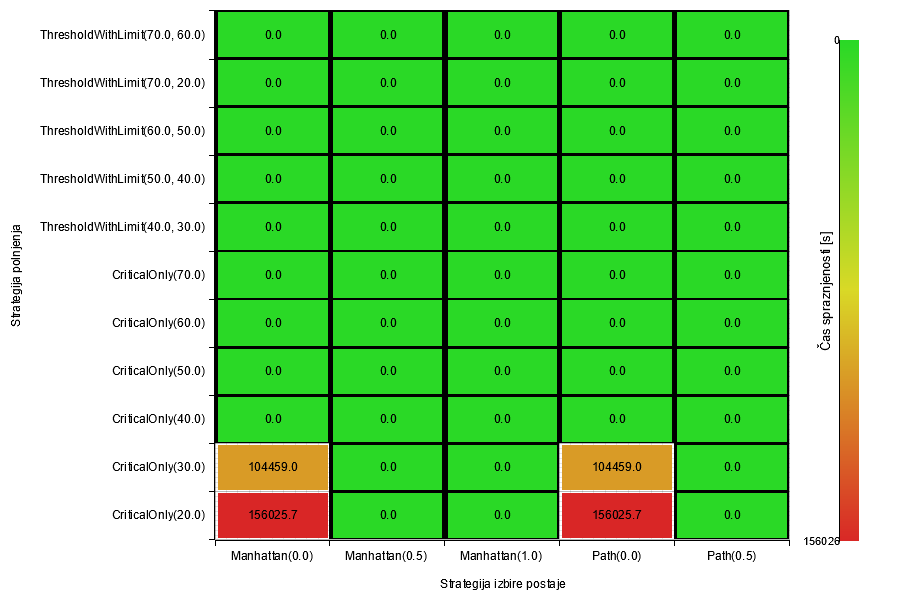 ThresholdWithLimit(70.0, 60.0) 0.0 0.0 0.0 0.0 0.0
ThresholdWithLimit(70.0, 20.0) 0.0 0.0 0.0 0.0 0.0
ThresholdWithLimit(60.0, 50.0) 0.0 0.0 0.0 0.0 0.0
ThresholdWithLimit(50.0, 40.0) 0.0 0.0 0.0 0.0 0.0
ThresholdWithLimit(40.0, 30.0) 0.0 0.0 0.0 0.0 0.0
CriticalOnly(70.0) 0.0 0.0 0.0 0.0 0.0
CriticalOnly(60.0) 0.0 0.0 0.0 0.0 0.0
CriticalOnly(50.0) 0.0 0.0 0.0 0.0 0.0
CriticalOnly(40.0) 0.0 0.0 0.0 0.0 0.0
CriticalOnly(30.0) 104459.0 0.0 0.0 104459.0 0.0
CriticalOnly(20.0) 156025.7 0.0 0.0 156025.7 0.0
Manhattan(0.0) Manhattan(0.5) Manhattan(1.0) Path(0.0) Path(0.5)
Strategija izbire postaje
Strategija polnjenja
0
156026
Čas spraznjenosti [s]